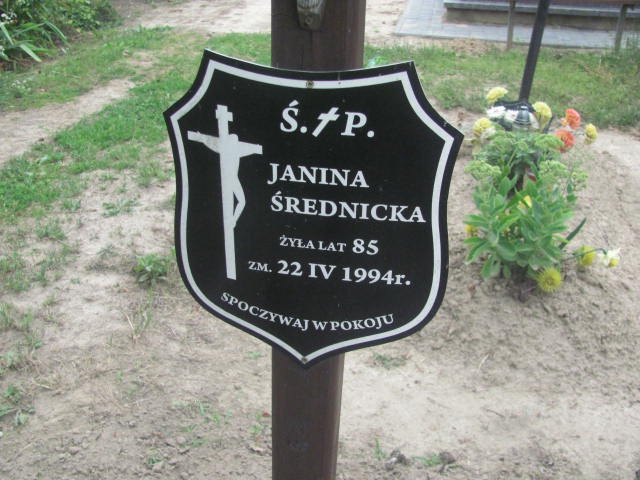 Ś.†P.
JANINA
ŚREDNICKA
ŻYŁA LAT 85
ZM. 22 IV 1994r.
SPOCZYWAJ W POKOJU